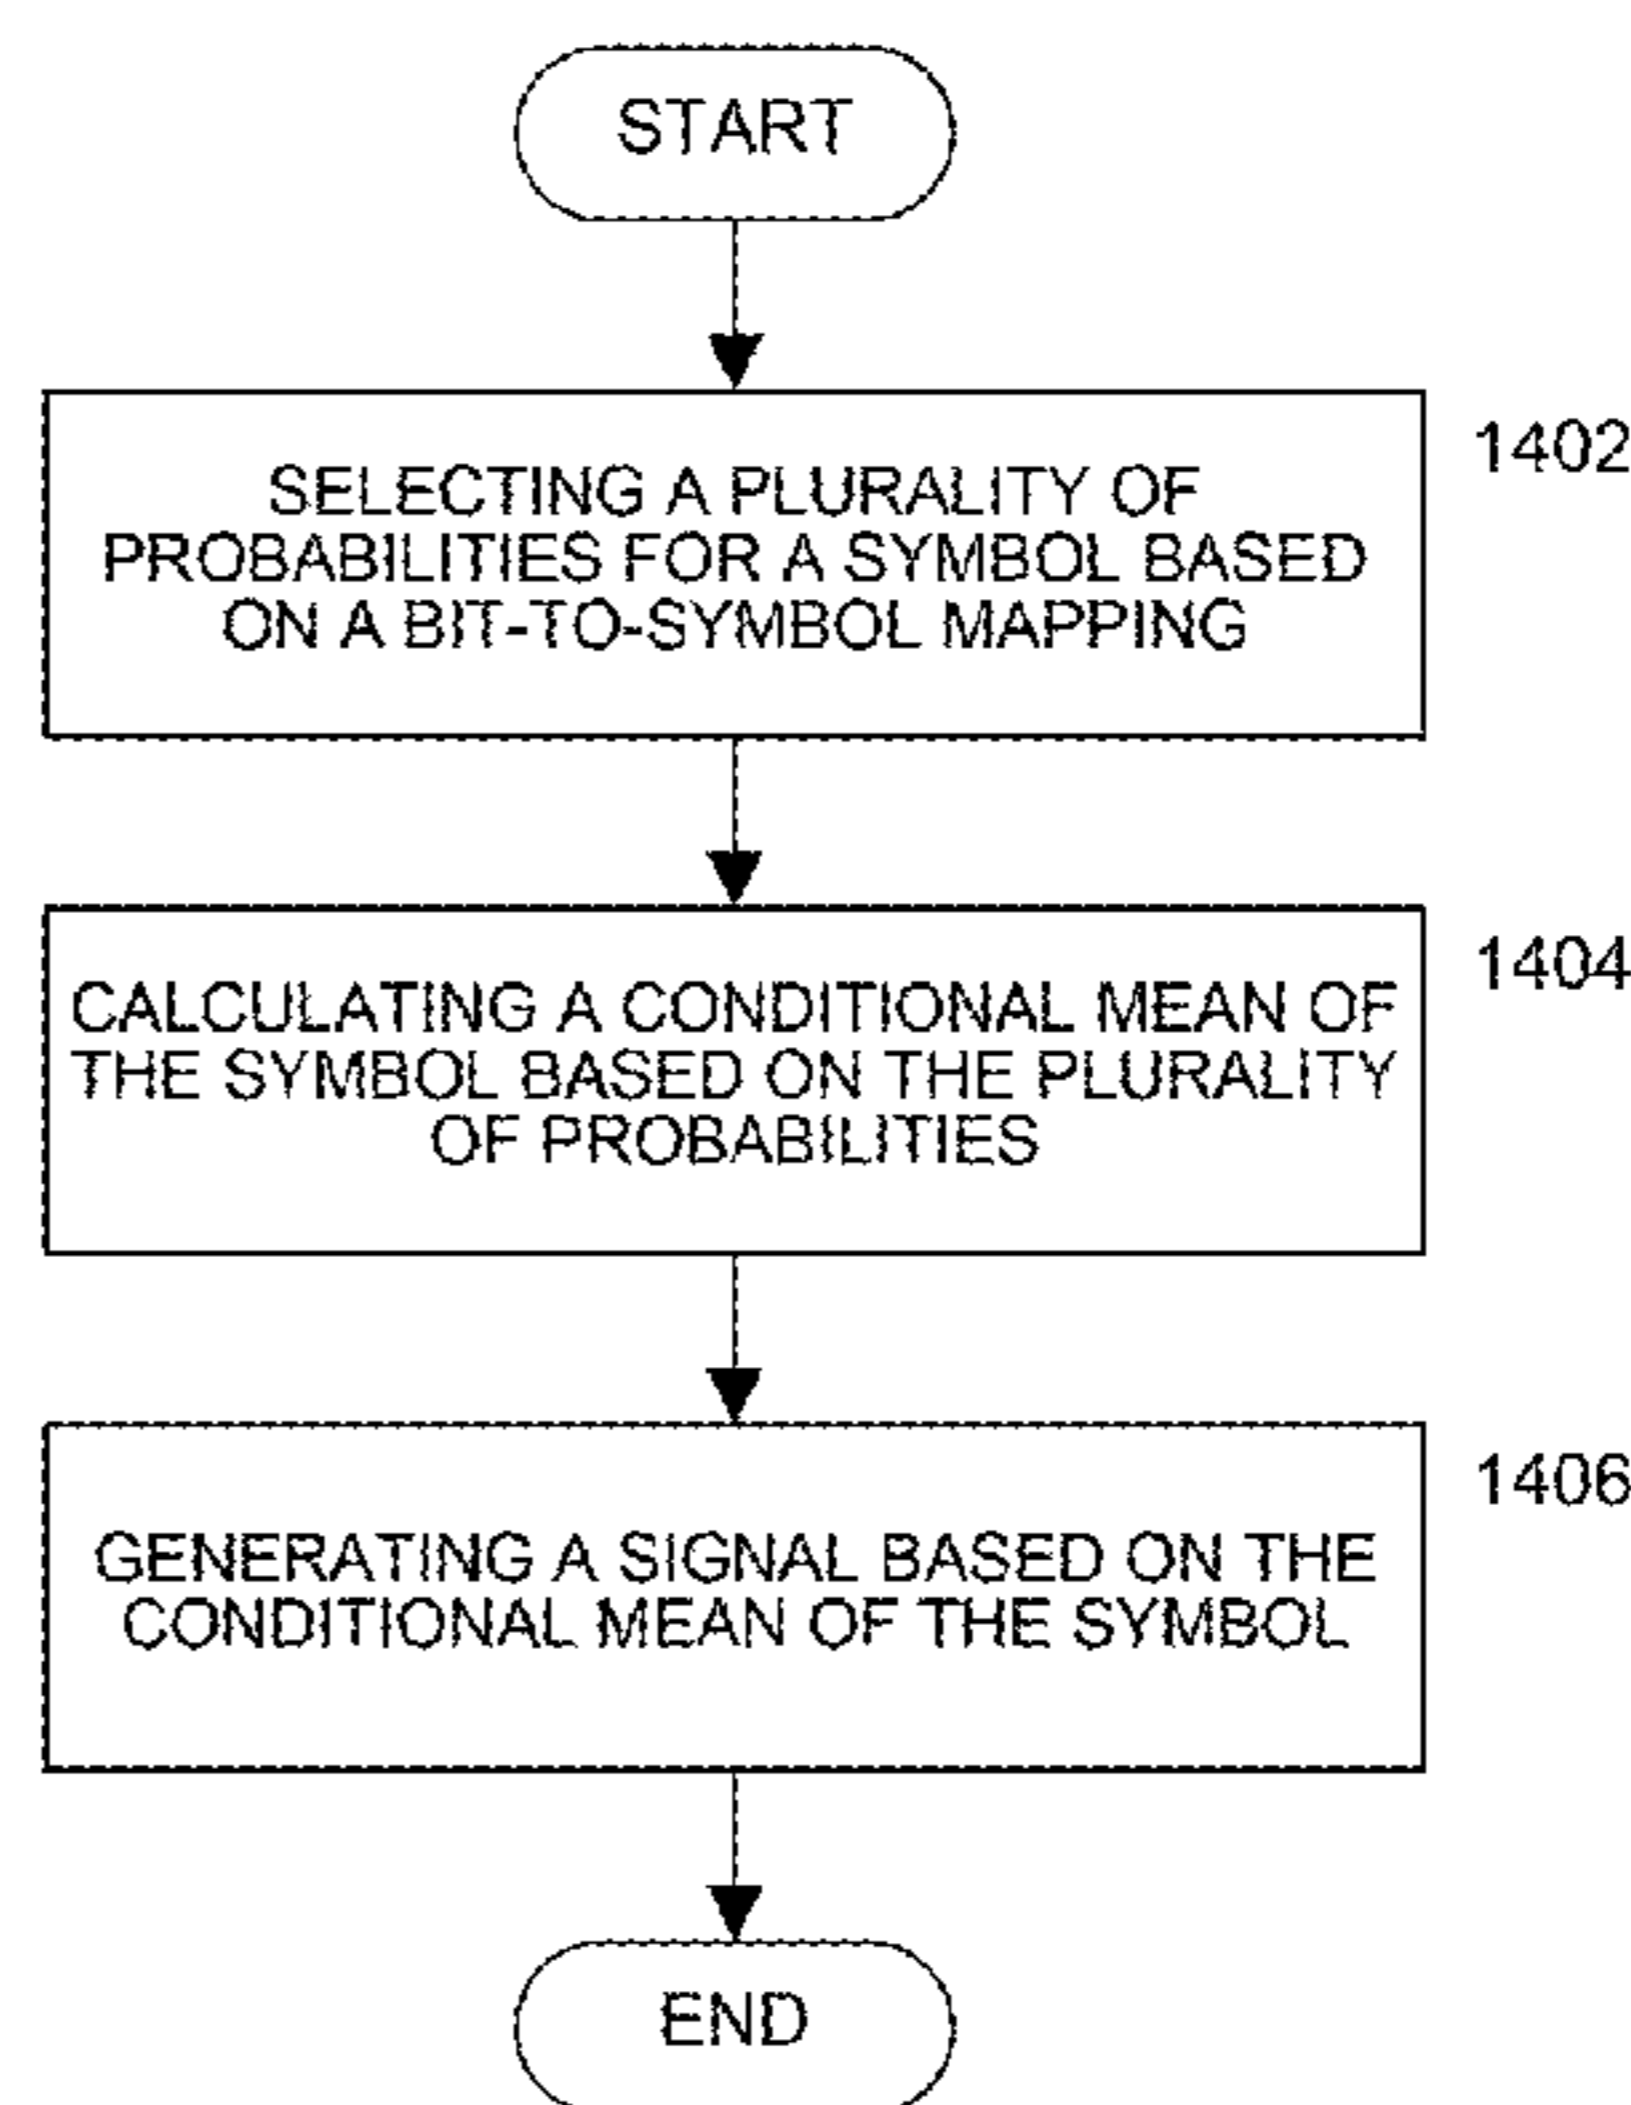 START
1402
SELECTING A PLURALITY OF
PROBABILITIES FOR A SYMBOL BASED
ON A BIT-TO-SYMBOL MAPPING
1404
CALCULATING A CONDITIONAL MEAN OF
THE SYMBOL BASED ON THE PLURALITY
OF PROBABILITIES
1406
GENERATING A SIGNAL BASED ON THE
CONDITIONAL MEAN OF THE SYMBOL
END